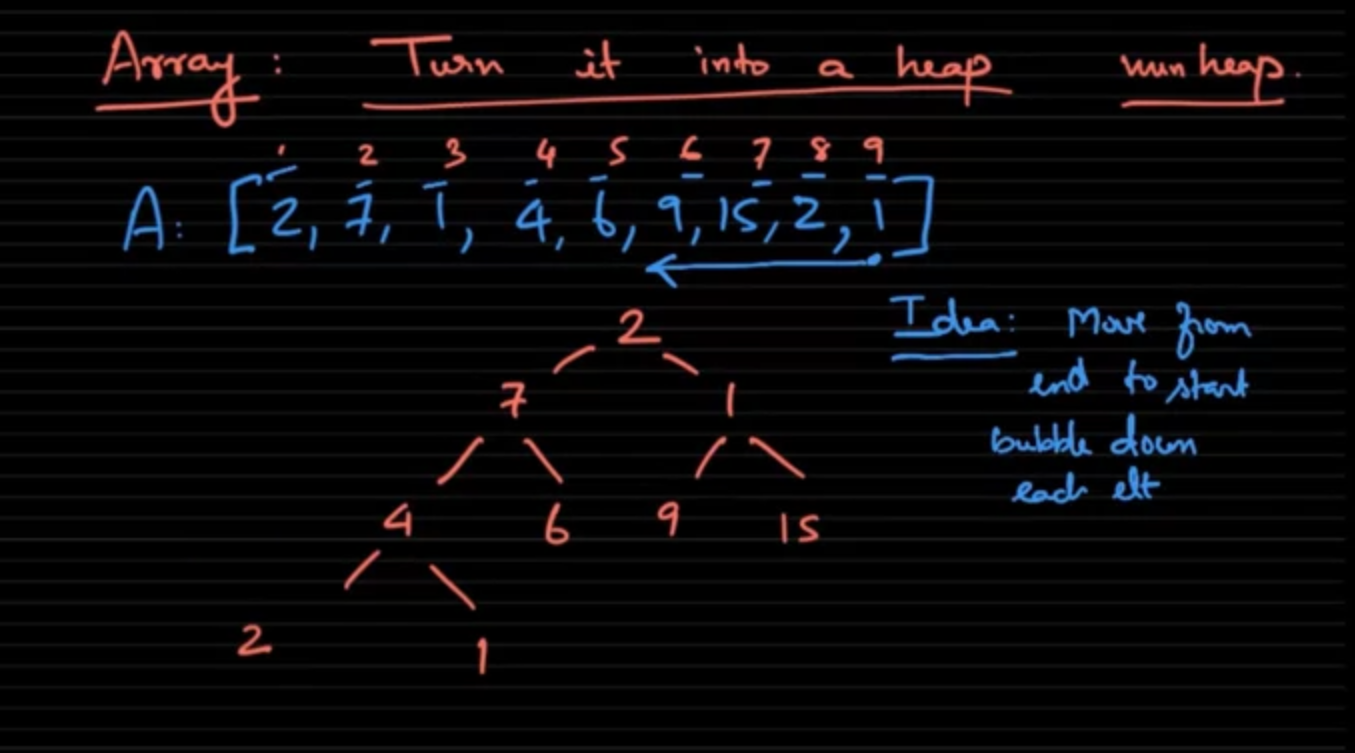 Array: Turn it into a heap min heap.
1 2 3 4 5 6 7 8 9
A: [2, 7, 1, 4, 6, 9, 15, 2, 1]
2
Idea: Move from
end to start
bubble down
each elt
7 1
4 6 9 15
2 1